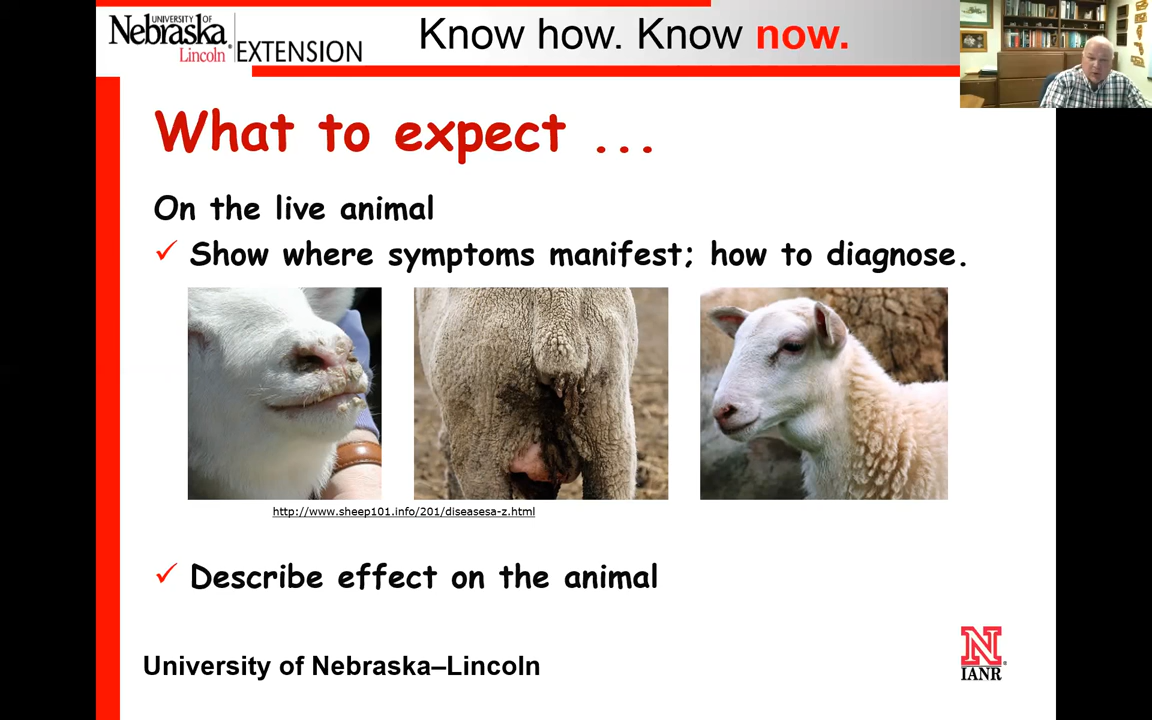 UNIVERSITY OF
Nebraska
Lincoln
EXTENSION
Know how. Know now.
What to expect ...
On the live animal
✓ Show where symptoms manifest; how to diagnose.
http://www.sheep101.info/201/diseasesa-z.html
✓ Describe effect on the animal
University of Nebraska–Lincoln
N
IANR